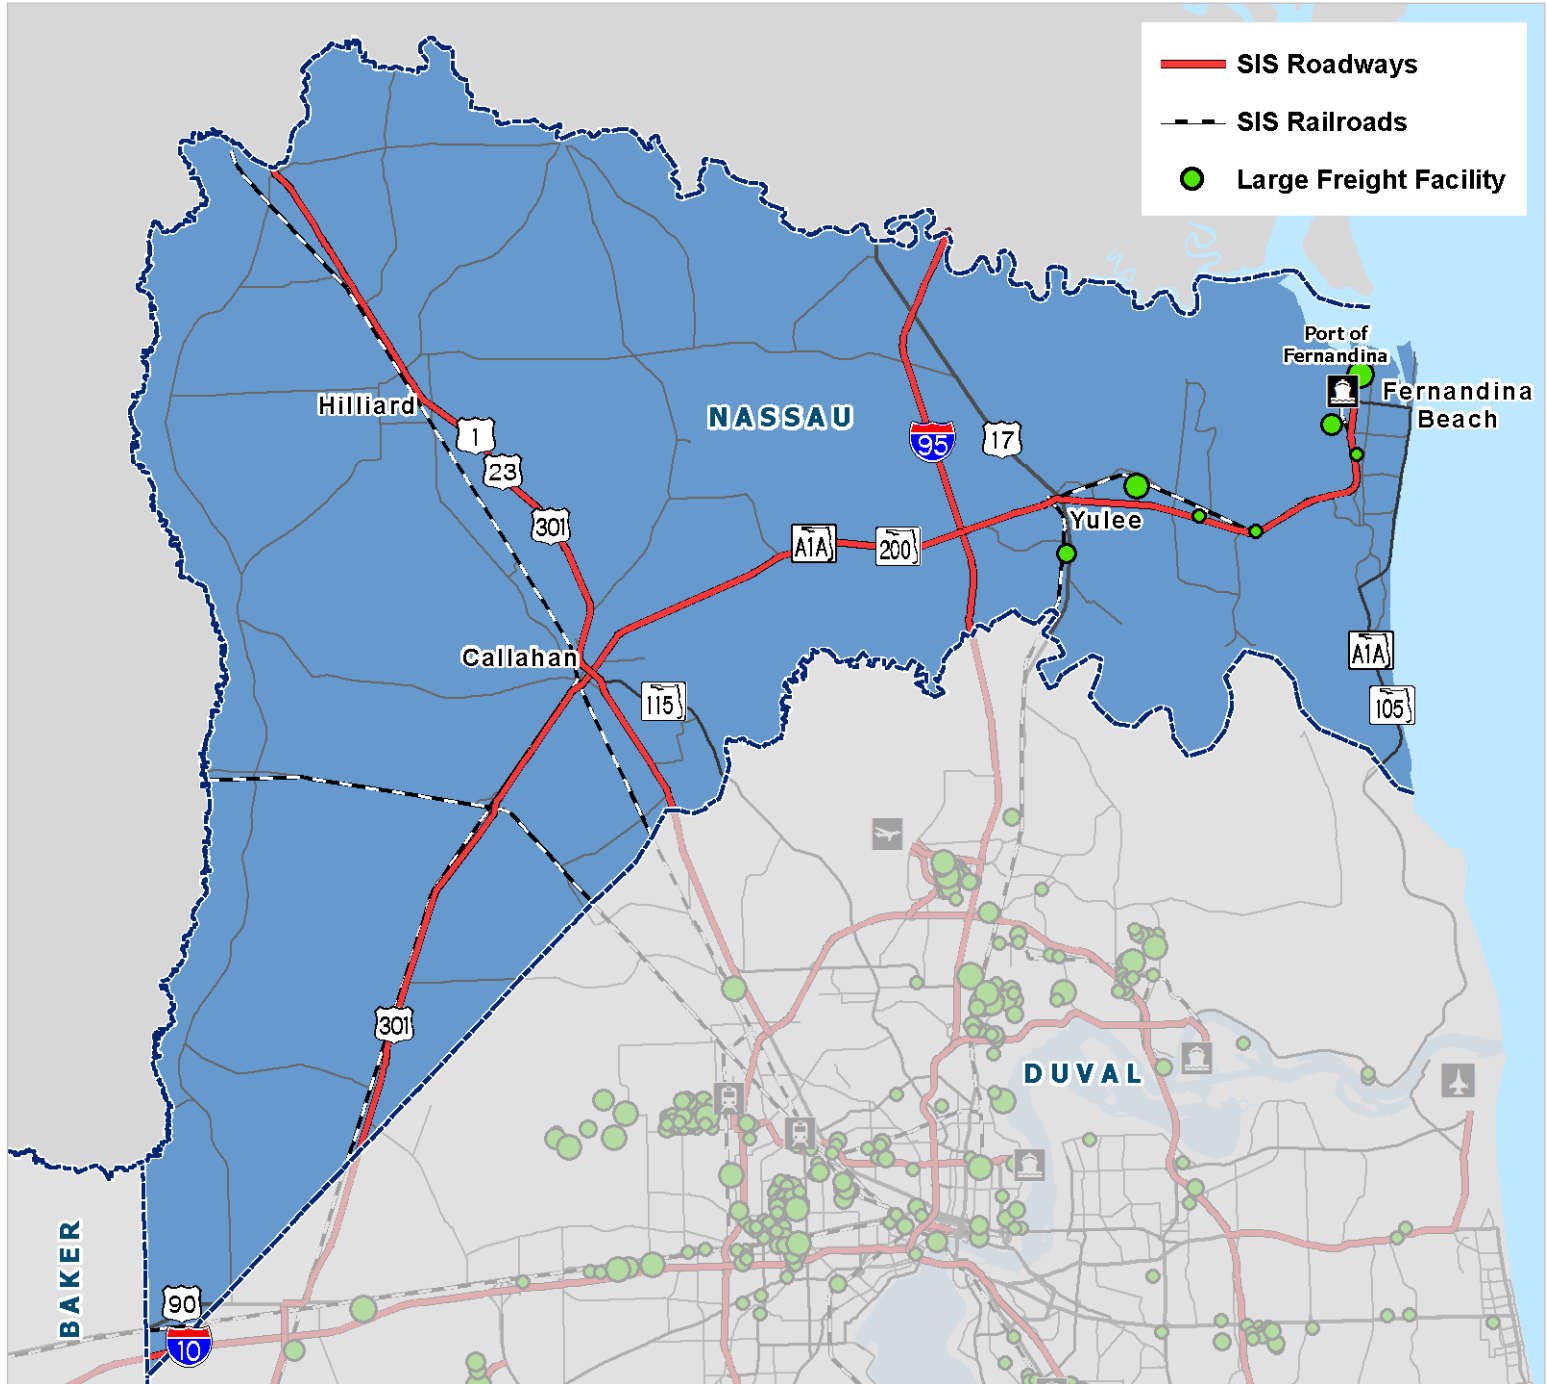 SIS Roadways
SIS Railroads
Large Freight Facility
Port of
Fernandina
Fernandina
Beach
Hilliard
1
23
301
NASSAU
95
17
A1A
200
Yulee
Callahan
115
A1A
105
301
DUVAL
BAKER
90
10